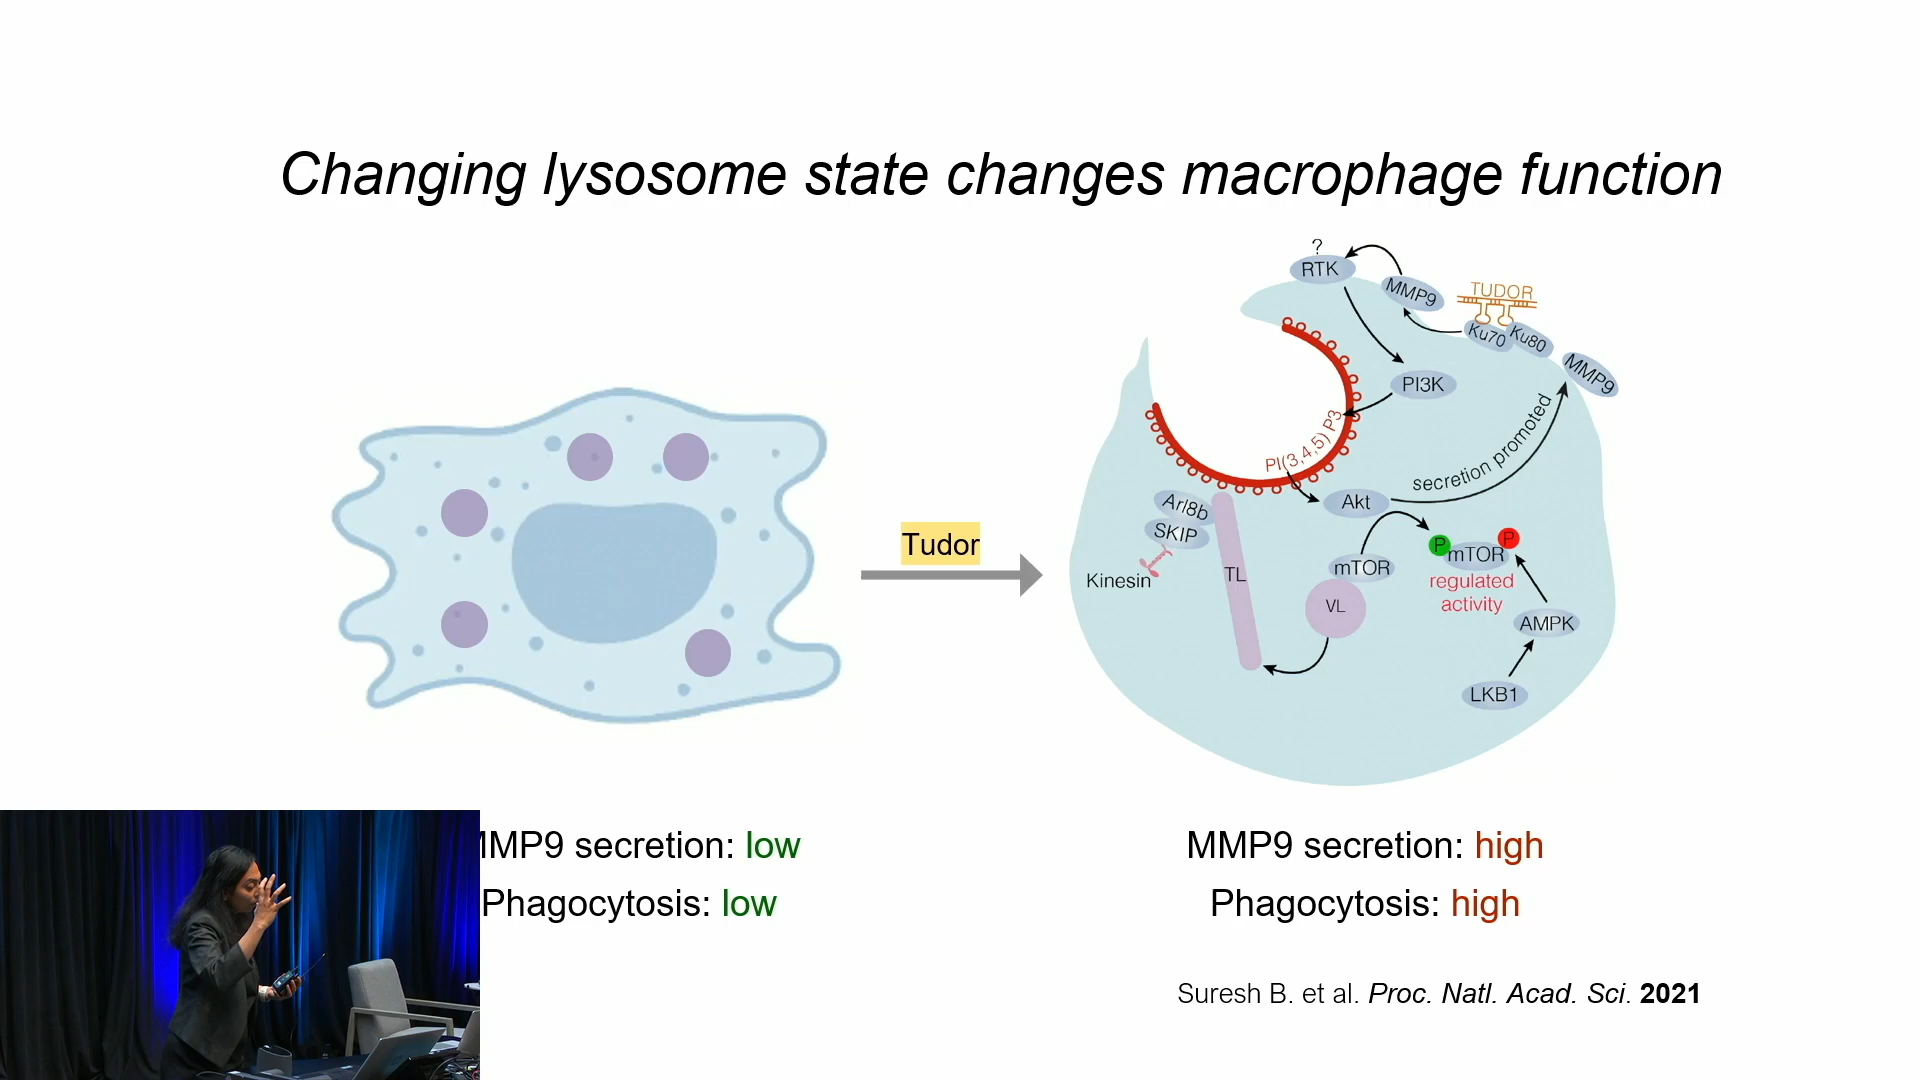 Changing lysosome state changes macrophage function
?
RTK
MMP9
TUDOR
Ku70
Ku80
MMP9
PI3K
PI(3,4,5) P3
secretion promoted
Akt
Arl8b
SKIP
Kinesin
TL
mTOR
VL
P
mTOR
P
regulated
activity
AMPK
LKB1
Tudor
MMP9 secretion: low
Phagocytosis: low
MMP9 secretion: high
Phagocytosis: high
Suresh B. et al. Proc. Natl. Acad. Sci. 2021